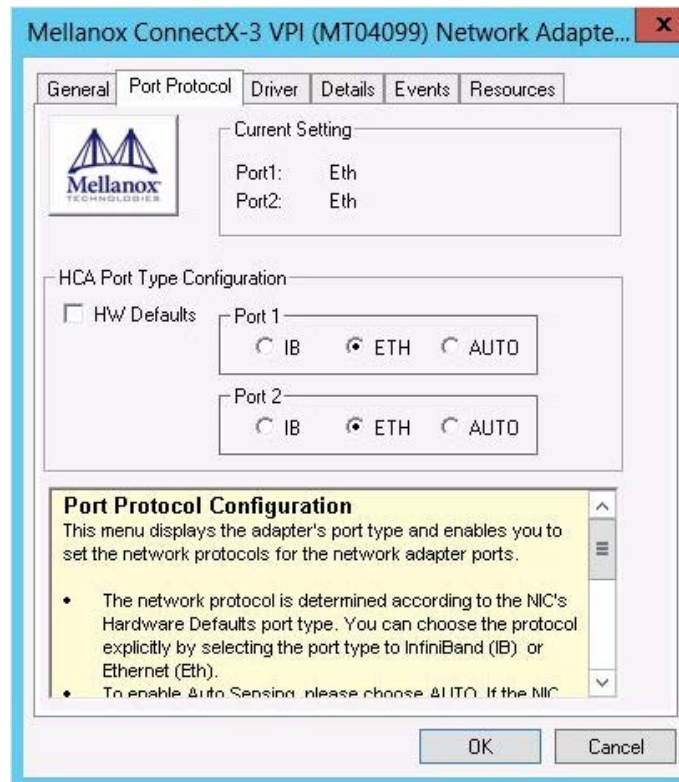 Mellanox ConnectX-3 VPI (MT04099) Network Adapte...
x
General Port Protocol Driver Details Events Resources
Mellanox
TECHNOLOGIES
Current Setting
Port1: Eth
Port2: Eth
HCA Port Type Configuration
HW Defaults
Port 1
IB ETH AUTO
Port 2
IB ETH AUTO
Port Protocol Configuration
This menu displays the adapter's port type and enables you to
set the network protocols for the network adapter ports.
• The network protocol is determined according to the NIC's
Hardware Defaults port type. You can choose the protocol
explicitly by selecting the port type to InfiniBand (IB) or
Ethernet (Eth).
• To enable Auto Sensing, please choose AUTO. If the NIC
OK Cancel